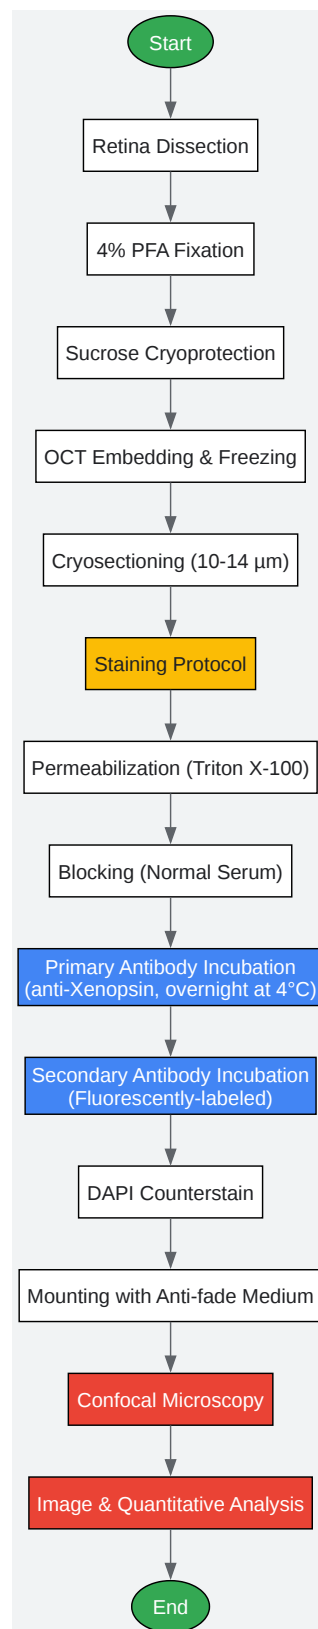 Start
Retina Dissection
4% PFA Fixation
Sucrose Cryoprotection
OCT Embedding & Freezing
Cryosectioning (10-14 µm)
Staining Protocol
Permeabilization (Triton X-100)
Blocking (Normal Serum)
Primary Antibody Incubation
(anti-Xenopsin, overnight at 4°C)
Secondary Antibody Incubation
(Fluorescently-labeled)
DAPI Counterstain
Mounting with Anti-fade Medium
Confocal Microscopy
Image & Quantitative Analysis
End